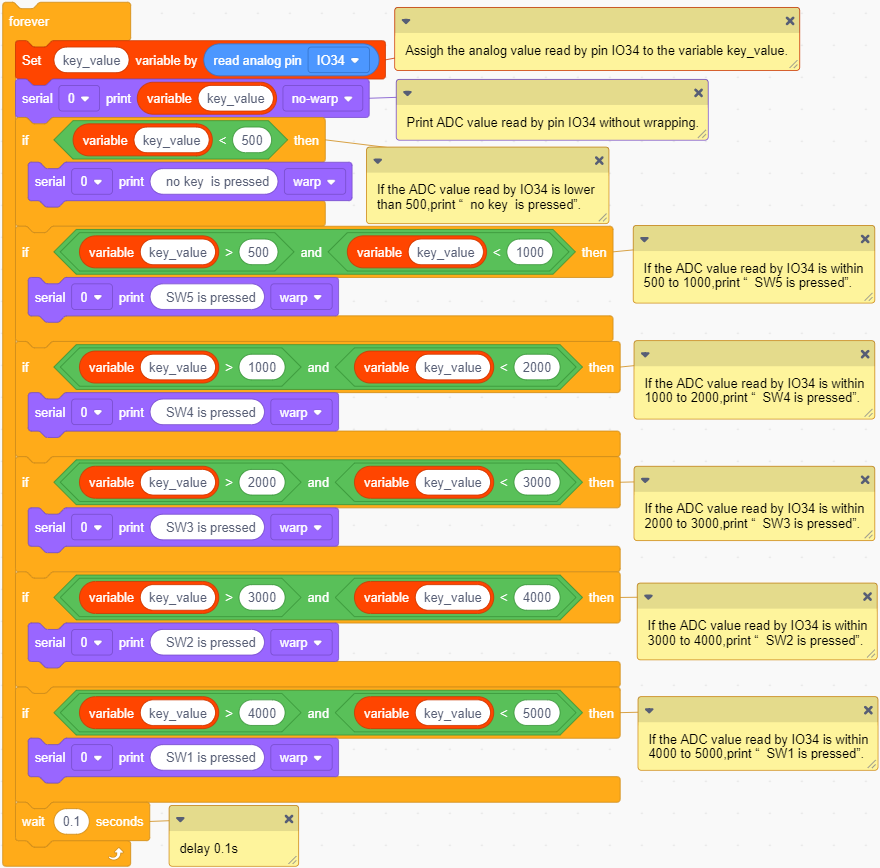 forever
Set key_value variable by read analog pin IO34
Assigh the analog value read by pin IO34 to the variable key_value.
serial 0 print variable key_value no-warp
Print ADC value read by pin IO34 without wrapping.
if variable key_value < 500 then
serial 0 print no key is pressed warp
If the ADC value read by IO34 is lower
than 500,print “ no key is pressed”.
if variable key_value > 500 and variable key_value < 1000 then
If the ADC value read by IO34 is within
500 to 1000,print “ SW5 is pressed”.
serial 0 print SW5 is pressed warp
if variable key_value > 1000 and variable key_value < 2000 then
If the ADC value read by IO34 is within
1000 to 2000,print “ SW4 is pressed”.
serial 0 print SW4 is pressed warp
if variable key_value > 2000 and variable key_value < 3000 then
If the ADC value read by IO34 is within
2000 to 3000,print “ SW3 is pressed”.
serial 0 print SW3 is pressed warp
if variable key_value > 3000 and variable key_value < 4000 then
If the ADC value read by IO34 is within
3000 to 4000,print “ SW2 is pressed”.
serial 0 print SW2 is pressed warp
if variable key_value > 4000 and variable key_value < 5000 then
If the ADC value read by IO34 is within
4000 to 5000,print “ SW1 is pressed”.
serial 0 print SW1 is pressed warp
wait 0.1 seconds
delay 0.1s